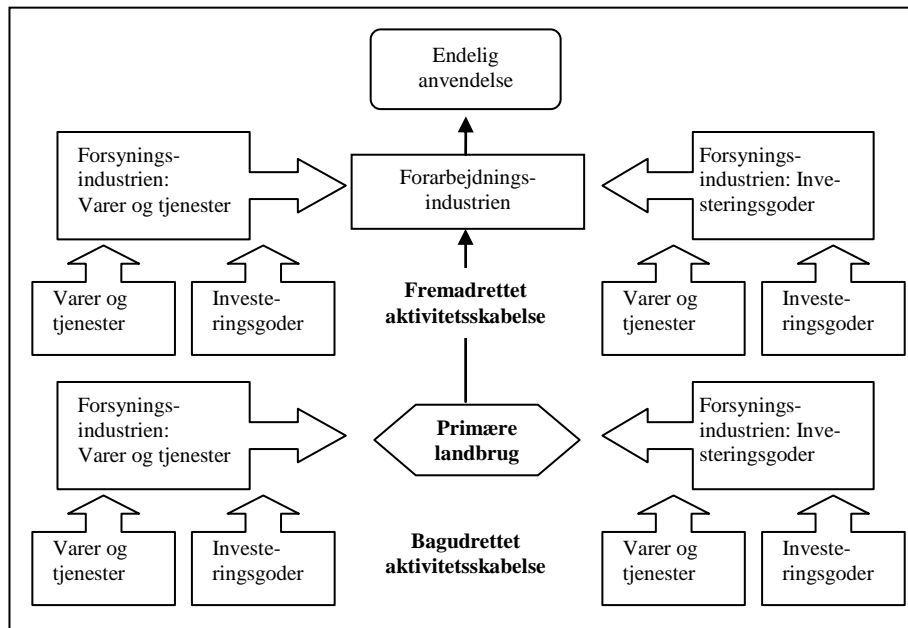 Endelig
anvendelse
Forsynings-
industrien:
Varer og tjenester
Forarbejdnings-
industrien
Forsynings-
industrien: Inve-
steringsgoder
Varer og
tjenester
Investe-
ringsgoder
Fremadrettet
aktivitetsskabelse
Varer og
tjenester
Investe-
ringsgoder
Forsynings-
industrien:
Varer og tjenester
Primære
landbrug
Forsynings-
industrien: Inve-
steringsgoder
Varer og
tjenester
Investe-
ringsgoder
Bagudrettet
aktivitetsskabelse
Varer og
tjenester
Investe-
ringsgoder